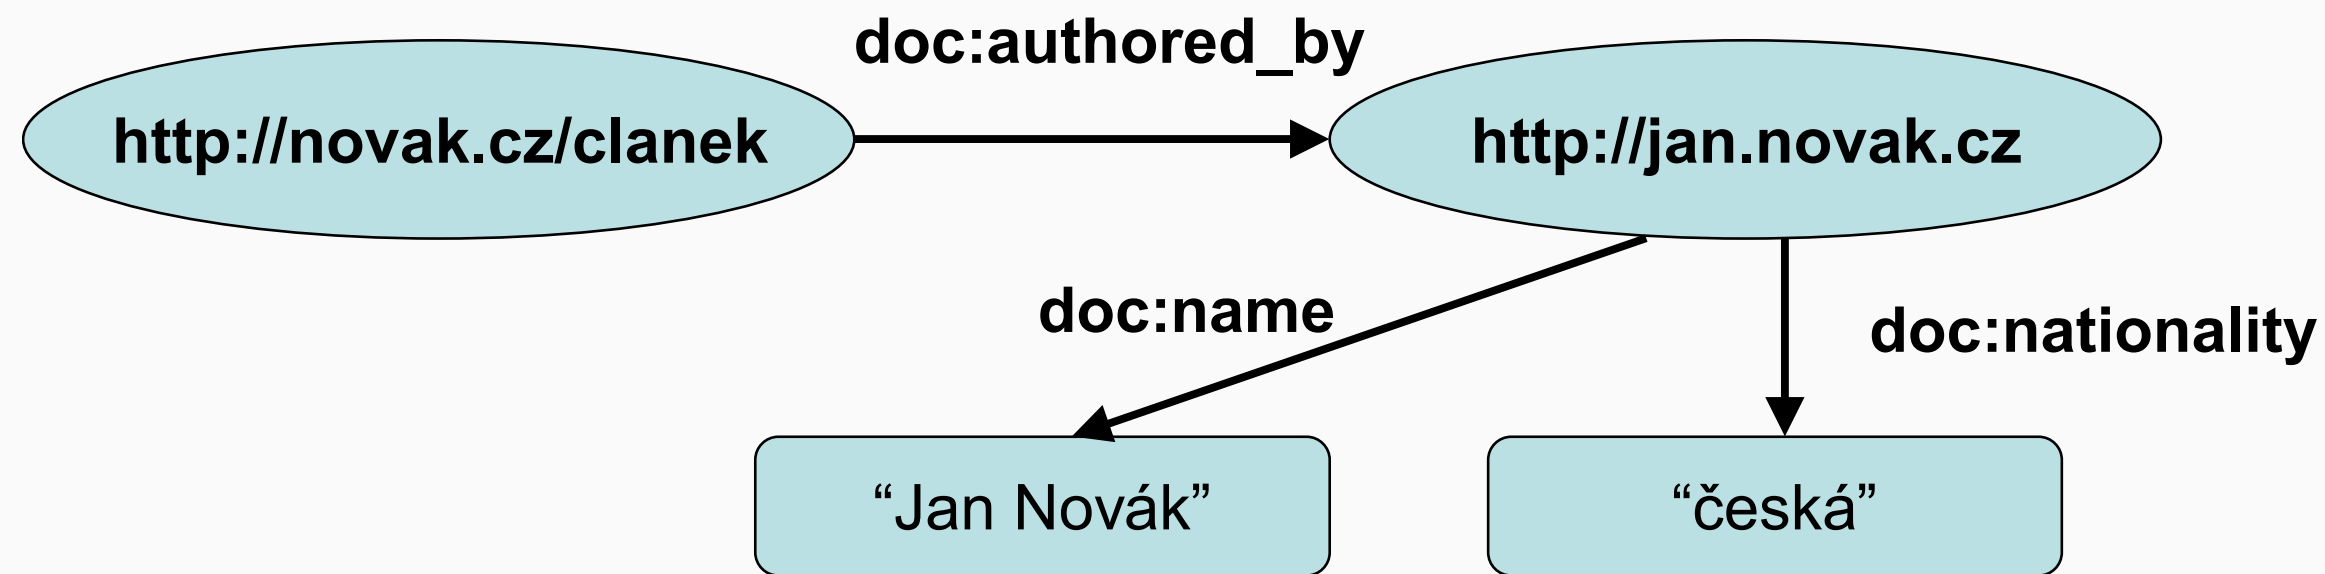 doc:authored_by
http://novak.cz/clanek
http://jan.novak.cz
doc:name
doc:nationality
“Jan Novák”
“česká”